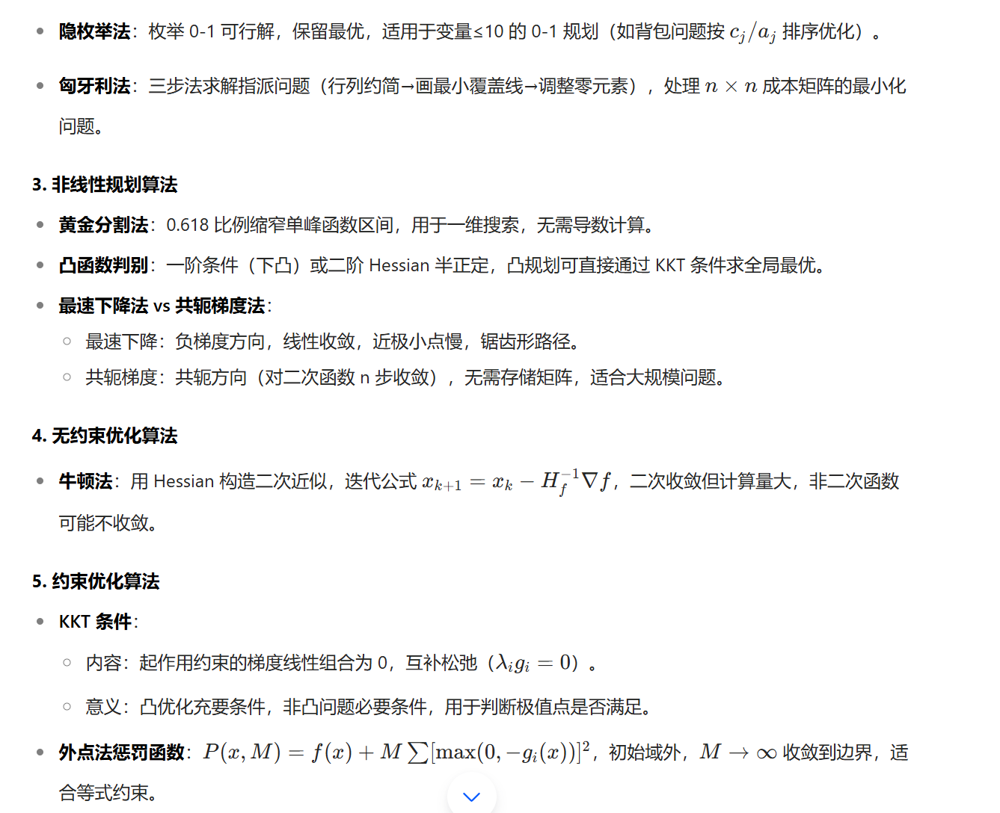 隐枚举法：枚举 0-1 可行解，保留最优，适用于变量≤10 的 0-1 规划（如背包问题按 c_j/a_j 排序优化）。
匈牙利法：三步法求解指派问题（行列约简→画最小覆盖线→调整零元素），处理 n × n 成本矩阵的最小化
问题。
3. 非线性规划算法
黄金分割法：0.618 比例缩窄单峰函数区间，用于一维搜索，无需导数计算。
凸函数判别：一阶条件（下凸）或二阶 Hessian 半正定，凸规划可直接通过 KKT 条件求全局最优。
最速下降法 vs 共轭梯度法：
最速下降：负梯度方向，线性收敛，近极小点慢，锯齿形路径。
共轭梯度：共轭方向（对二次函数 n 步收敛），无需存储矩阵，适合大规模问题。
4. 无约束优化算法
牛顿法：用 Hessian 构造二次近似，迭代公式 x_{k+1} = x_k − H_f^{−1}∇f，二次收敛但计算量大，非二次函数
可能不收敛。
5. 约束优化算法
KKT 条件：
内容：起作用约束的梯度线性组合为 0，互补松弛（λ_i g_i = 0）。
意义：凸优化充要条件，非凸问题必要条件，用于判断极值点是否满足。
外点法惩罚函数：P(x, M) = f(x) + M ∑[max(0, −g_i(x))]²，初始域外，M → ∞ 收敛到边界，适
合等式约束。